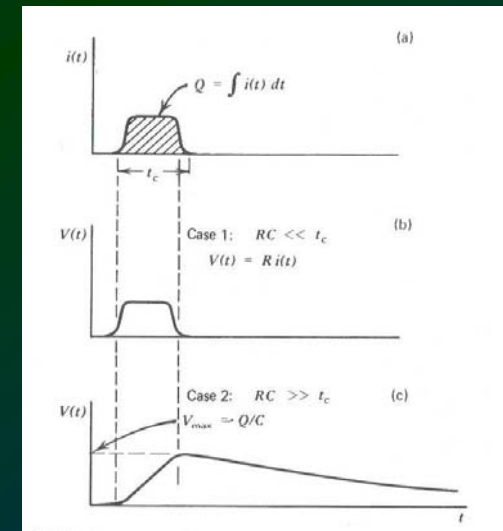 (a)
i(t)
Q = ∫ i(t) dt
t_c
(b)
V(t)
Case 1: RC << t_c
V(t) = R i(t)
(c)
Case 2: RC >> t_c
V(t)
V_max = Q/C
t